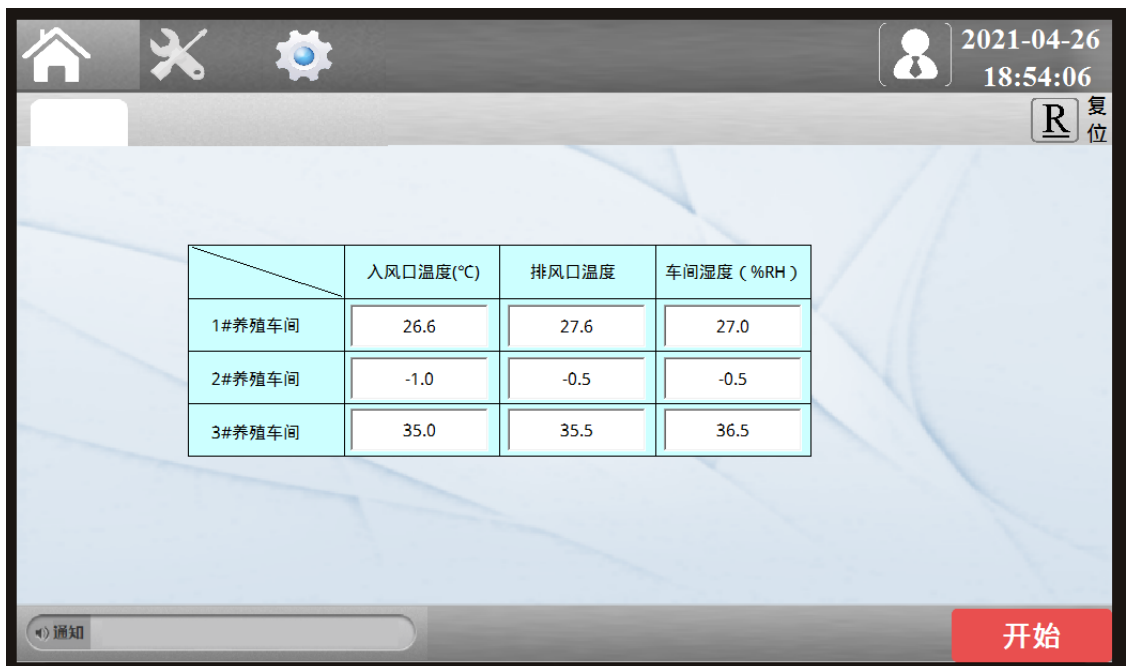 2021-04-26
18:54:06
R 复位
入风口温度(℃) 排风口温度 车间湿度（%RH）
1#养殖车间 26.6 27.6 27.0
2#养殖车间 -1.0 -0.5 -0.5
3#养殖车间 35.0 35.5 36.5
通知
开始